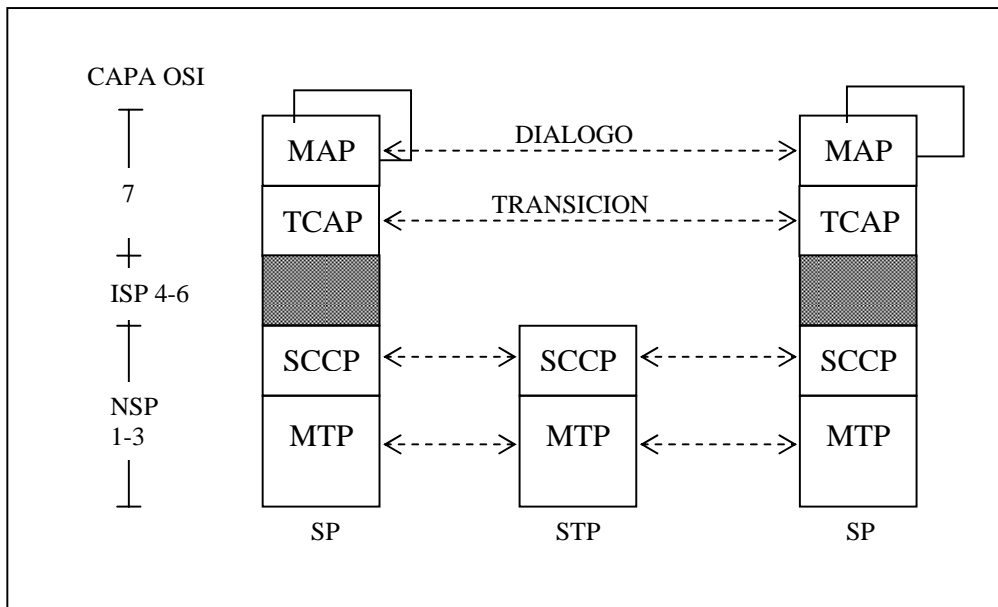 CAPA OSI
DIALOGO
MAP
MAP
7
TRANSICION
TCAP
TCAP
ISP 4-6
SCCP
SCCP
SCCP
NSP
1-3
MTP
MTP
MTP
SP
STP
SP